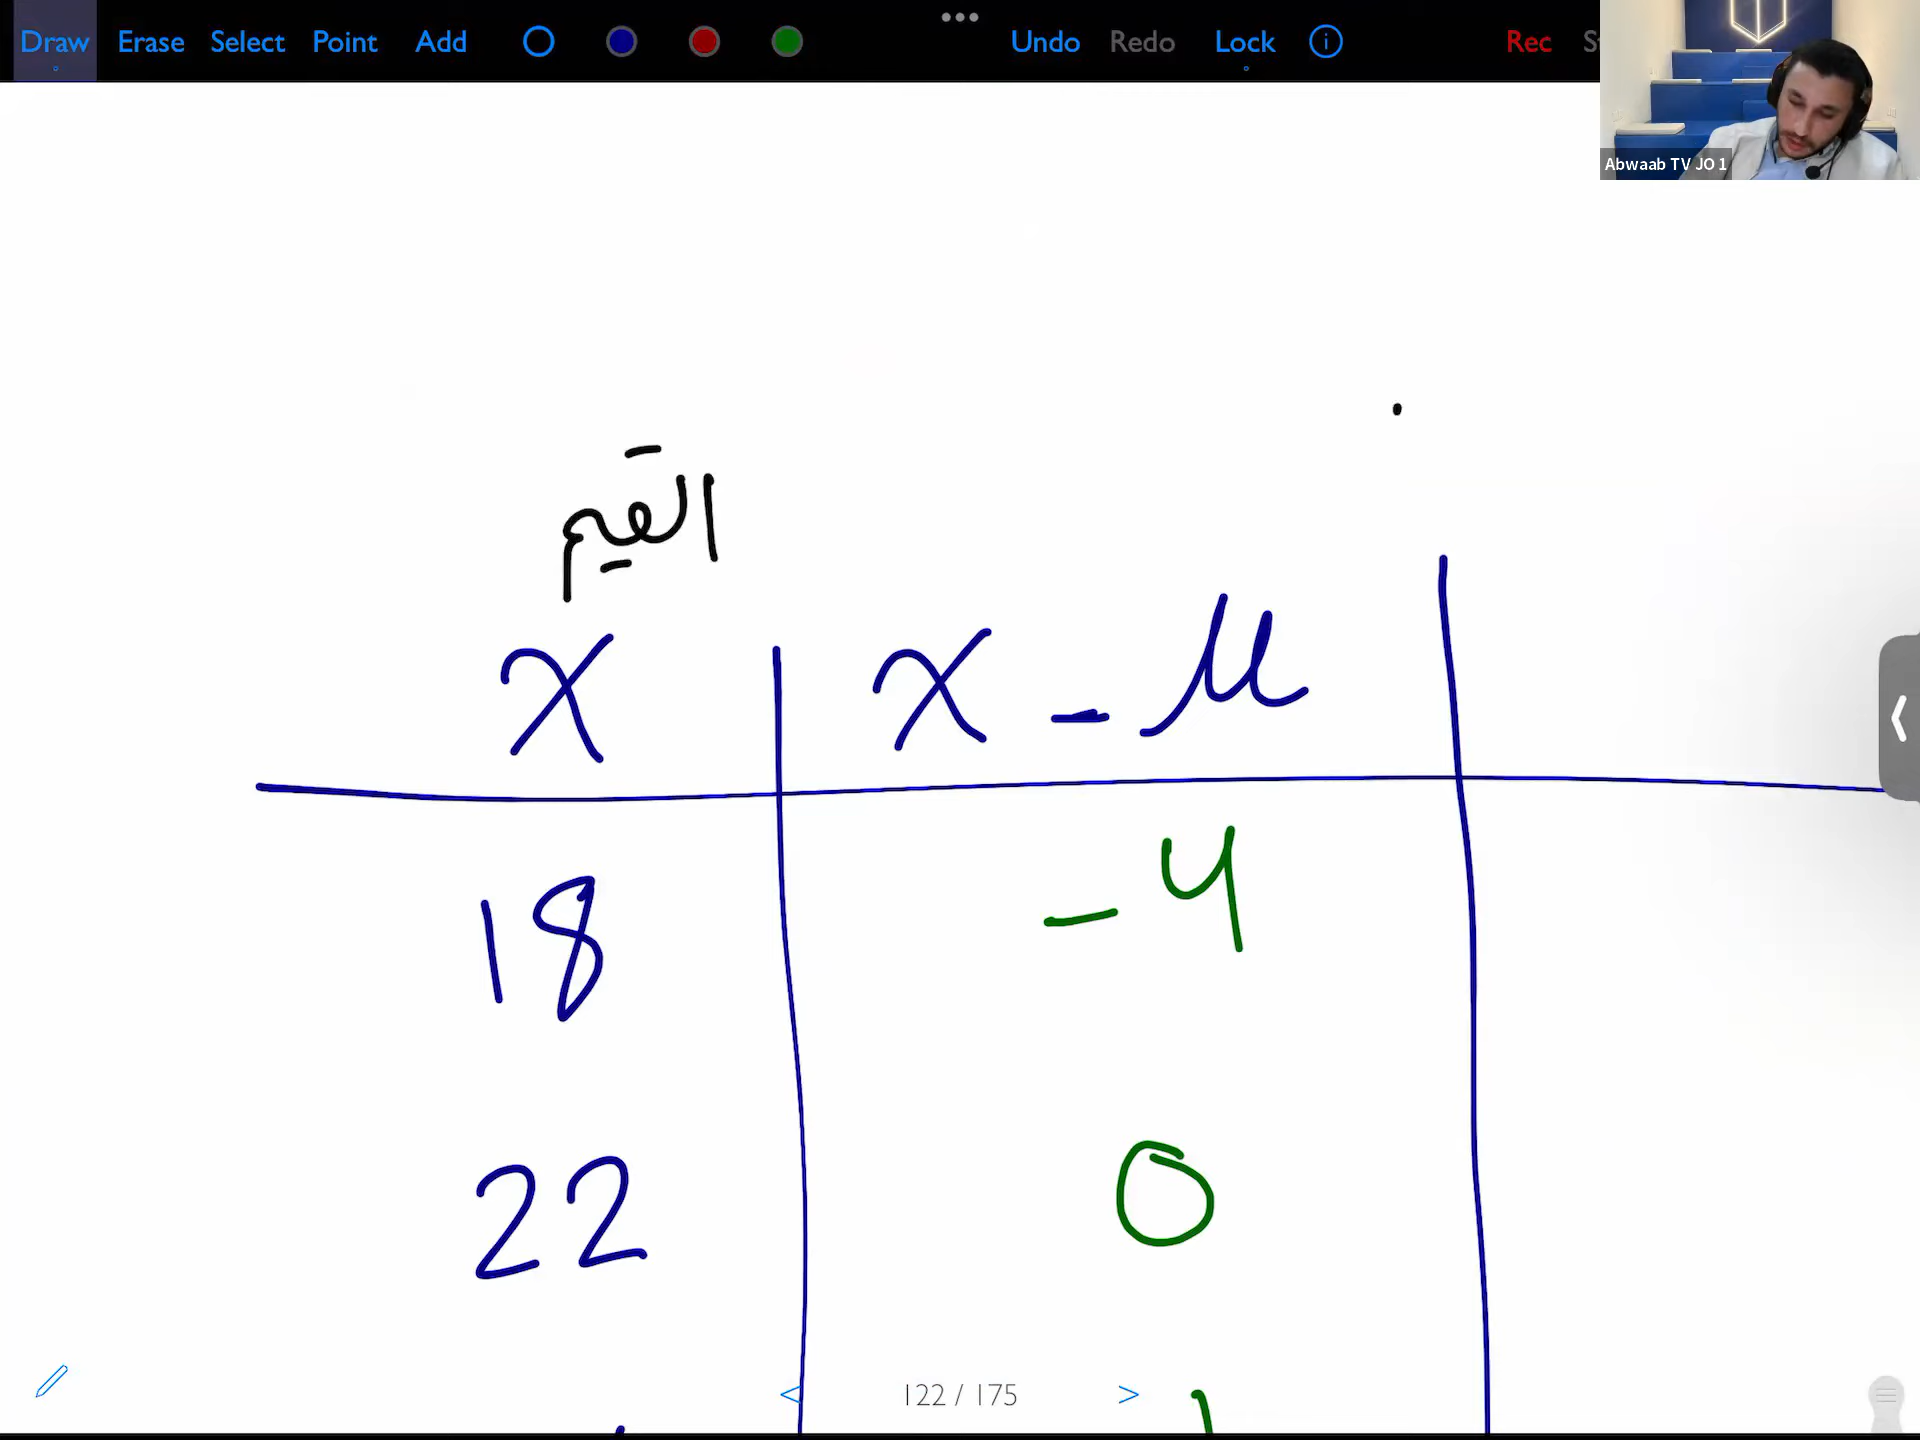 Draw Erase Select Point Add Undo Redo Lock Rec
Abwaab TV JO 1
القيم
x x - μ
18 -4
22 0
< 122 / 175 >